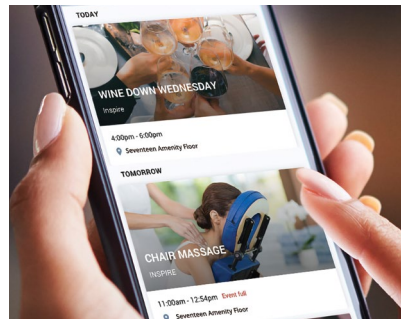 TODAY
WINE DOWN WEDNESDAY
Inspire
4:00pm - 6:00pm
Seventeen Amenity Floor
TOMORROW
CHAIR MASSAGE
INSPIRE
11:00am - 12:54pm Event full
Seventeen Amenity Floor